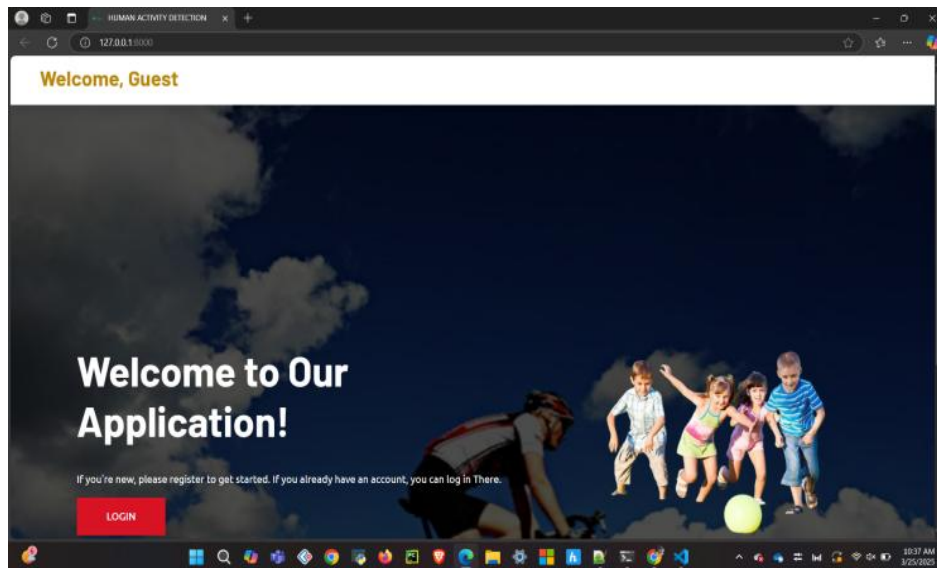 HUMAN ACTIVITY DETECTION
127.0.0.1:8000
Welcome, Guest
Welcome to Our
Application!
If you're new, please register to get started. If you already have an account, you can log in There.
LOGIN
10:37 AM
3/25/2025